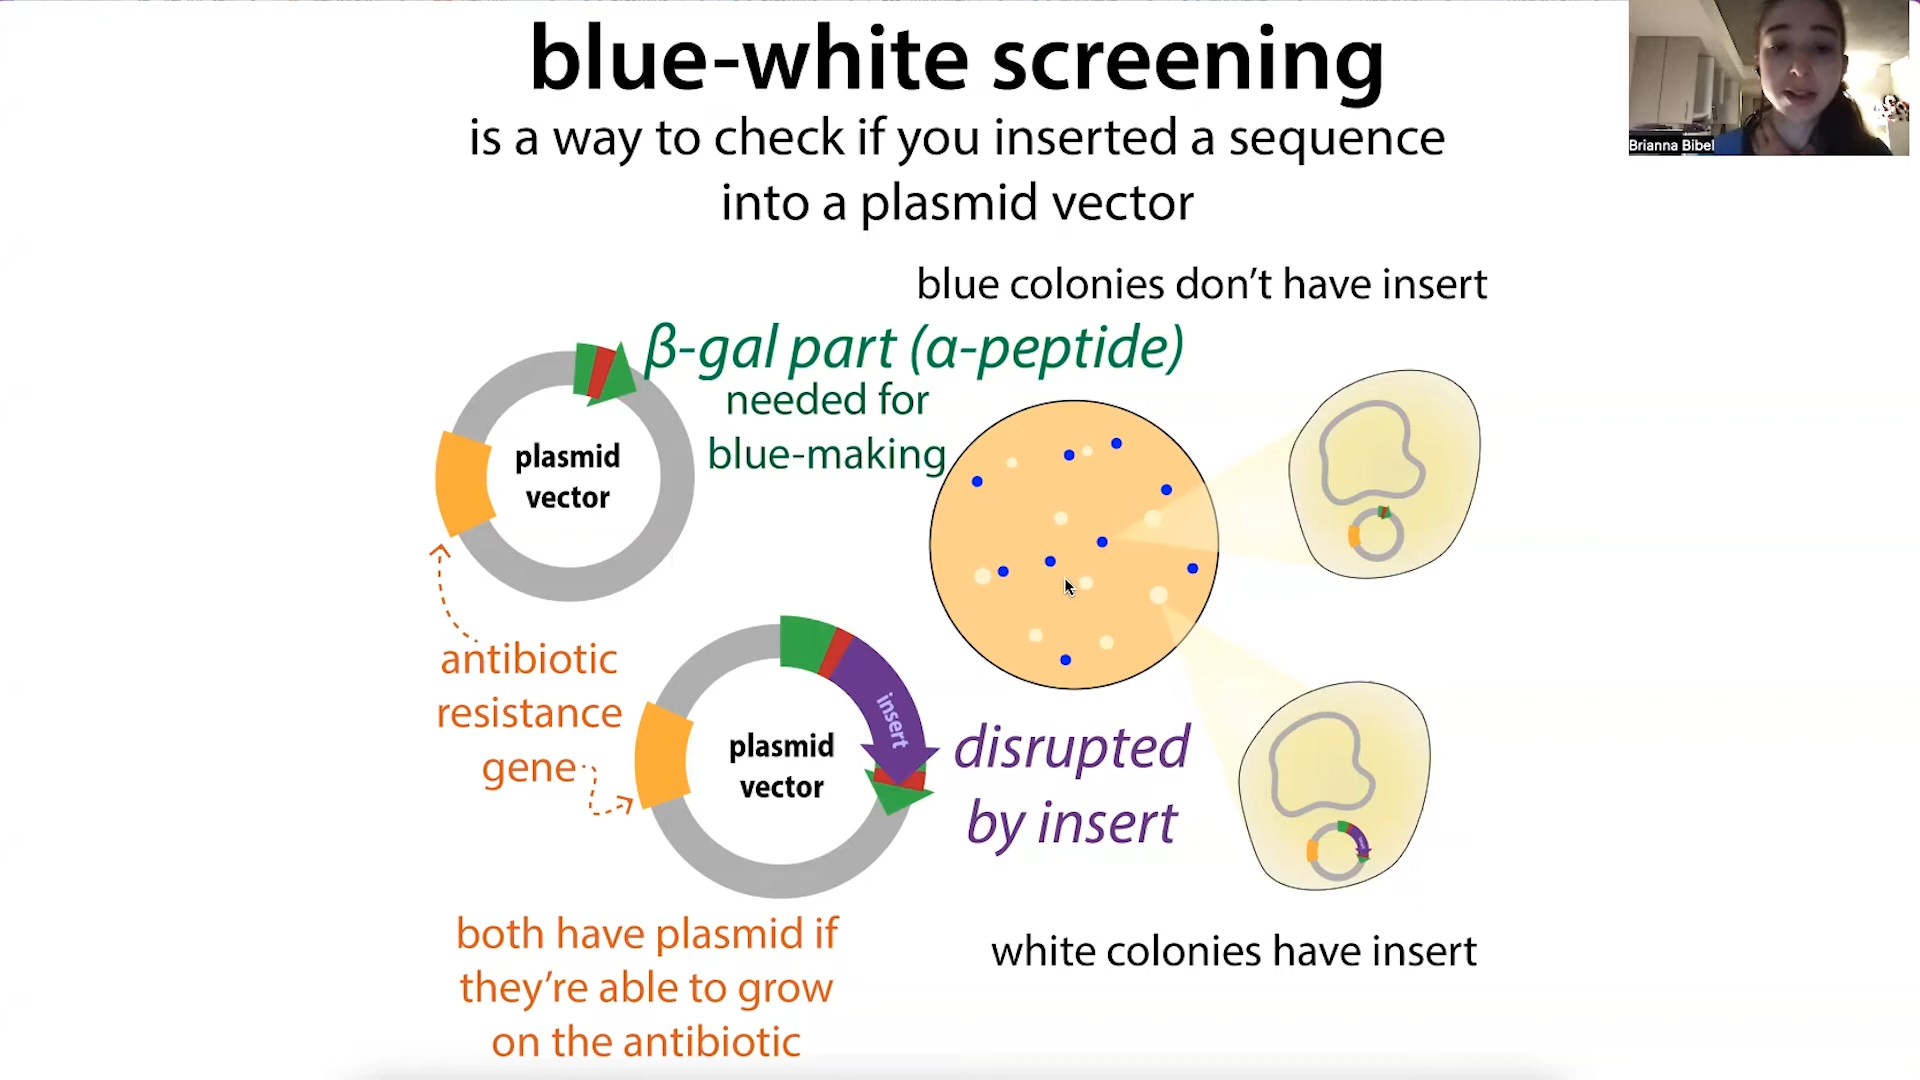 blue-white screening
is a way to check if you inserted a sequence
into a plasmid vector
Brianna Bibel
blue colonies don’t have insert
β-gal part (α-peptide)
needed for
blue-making
plasmid
vector
antibiotic
resistance
gene
insert
plasmid
vector
disrupted
by insert
both have plasmid if
they’re able to grow
on the antibiotic
white colonies have insert